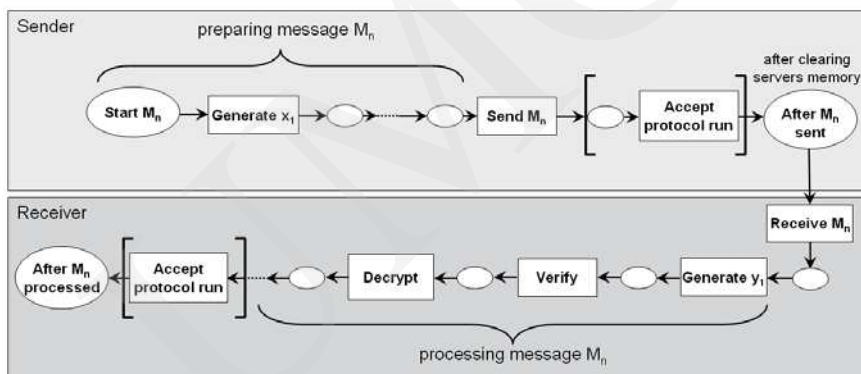 Sender
preparing message Mn
after clearing
servers memory
Start Mn
Generate x1
Send Mn
Accept
protocol run
After Mn
sent
Receiver
Receive Mn
After Mn
processed
Accept
protocol run
Decrypt
Verify
Generate y1
processing message Mn